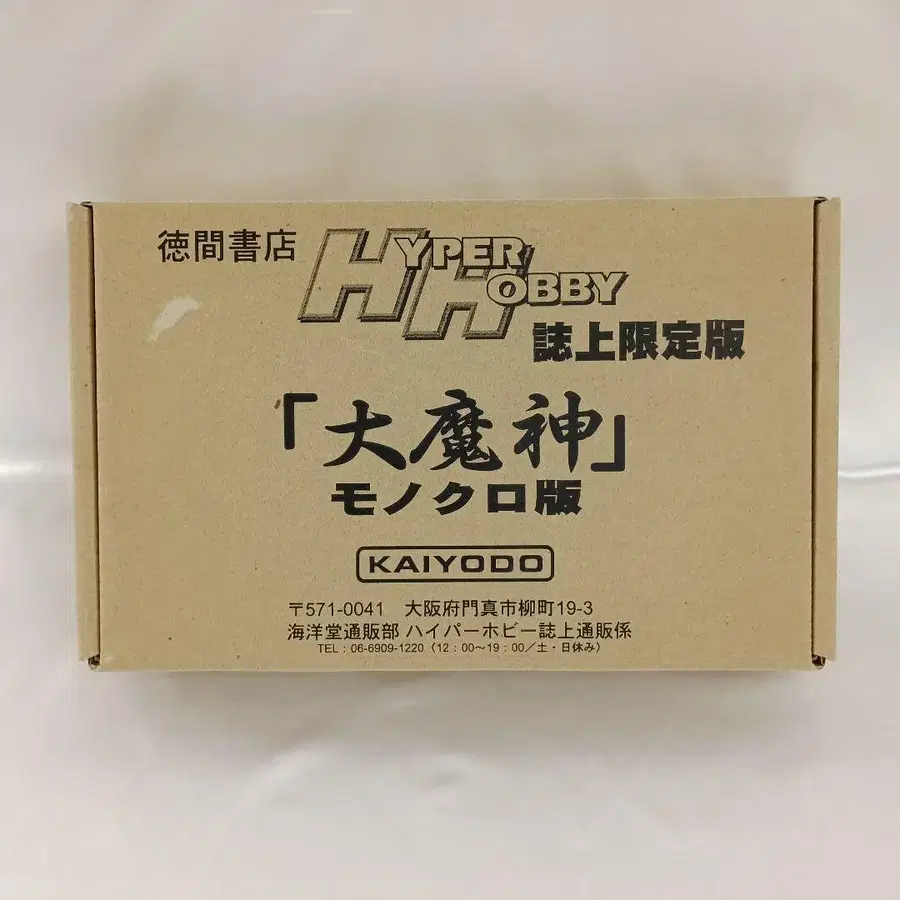 徳間書店 HYPER HOBBY
誌上限定版
「大魔神」
モノクロ版
KAIYODO
〒571-0041 大阪府門真市柳町19-3
海洋堂通販部 ハイパーホビー誌上通販係
TEL：06-6909-1220（12：00～19：00／土・日休み）